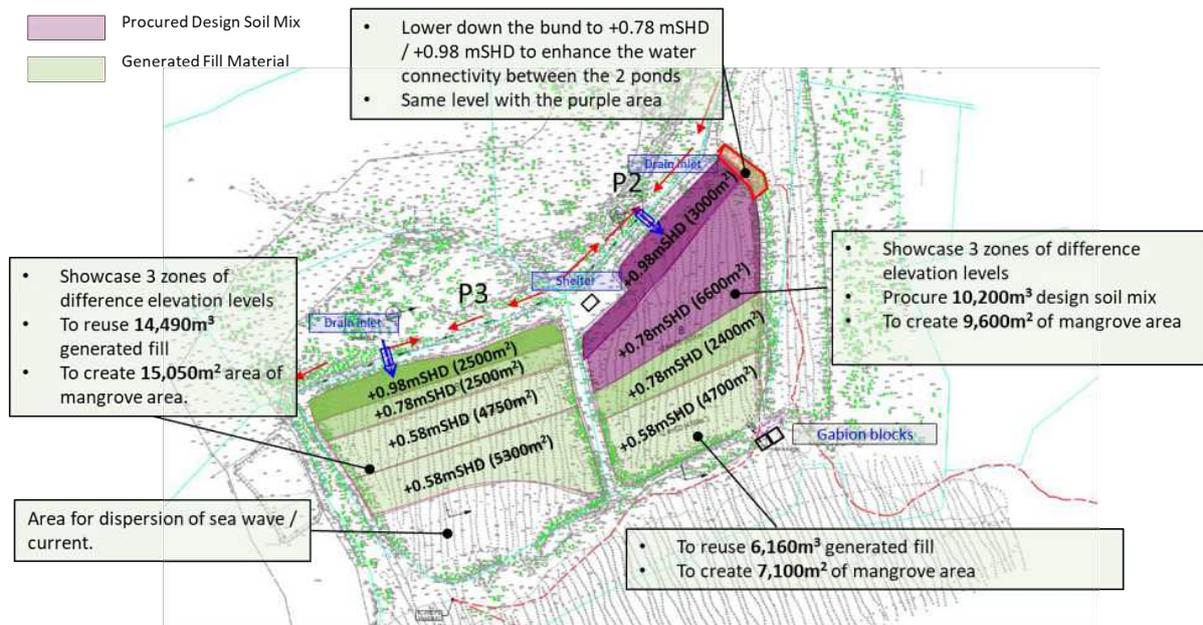 Procured Design Soil Mix
Generated Fill Material
• Lower down the bund to +0.78 mSHD
/ +0.98 mSHD to enhance the water
connectivity between the 2 ponds
• Same level with the purple area
Drain Inlet
P2
+0.98mSHD (3000m²)
• Showcase 3 zones of difference
elevation levels
• Procure 10,200m³ design soil mix
• To create 9,600m² of mangrove area
• Showcase 3 zones of
difference elevation levels
• To reuse 14,490m³
generated fill
• To create 15,050m² area of
mangrove area.
Shelter
P3
Drain Inlet
+0.78mSHD (6600m²)
+0.78mSHD (2400m²)
+0.58mSHD (4700m²)
+0.98mSHD (2500m²)
+0.78mSHD (2500m²)
+0.58mSHD (4750m²)
+0.58mSHD (5300m²)
Gabion blocks
Area for dispersion of sea wave /
current.
• To reuse 6,160m³ generated fill
• To create 7,100m² of mangrove area